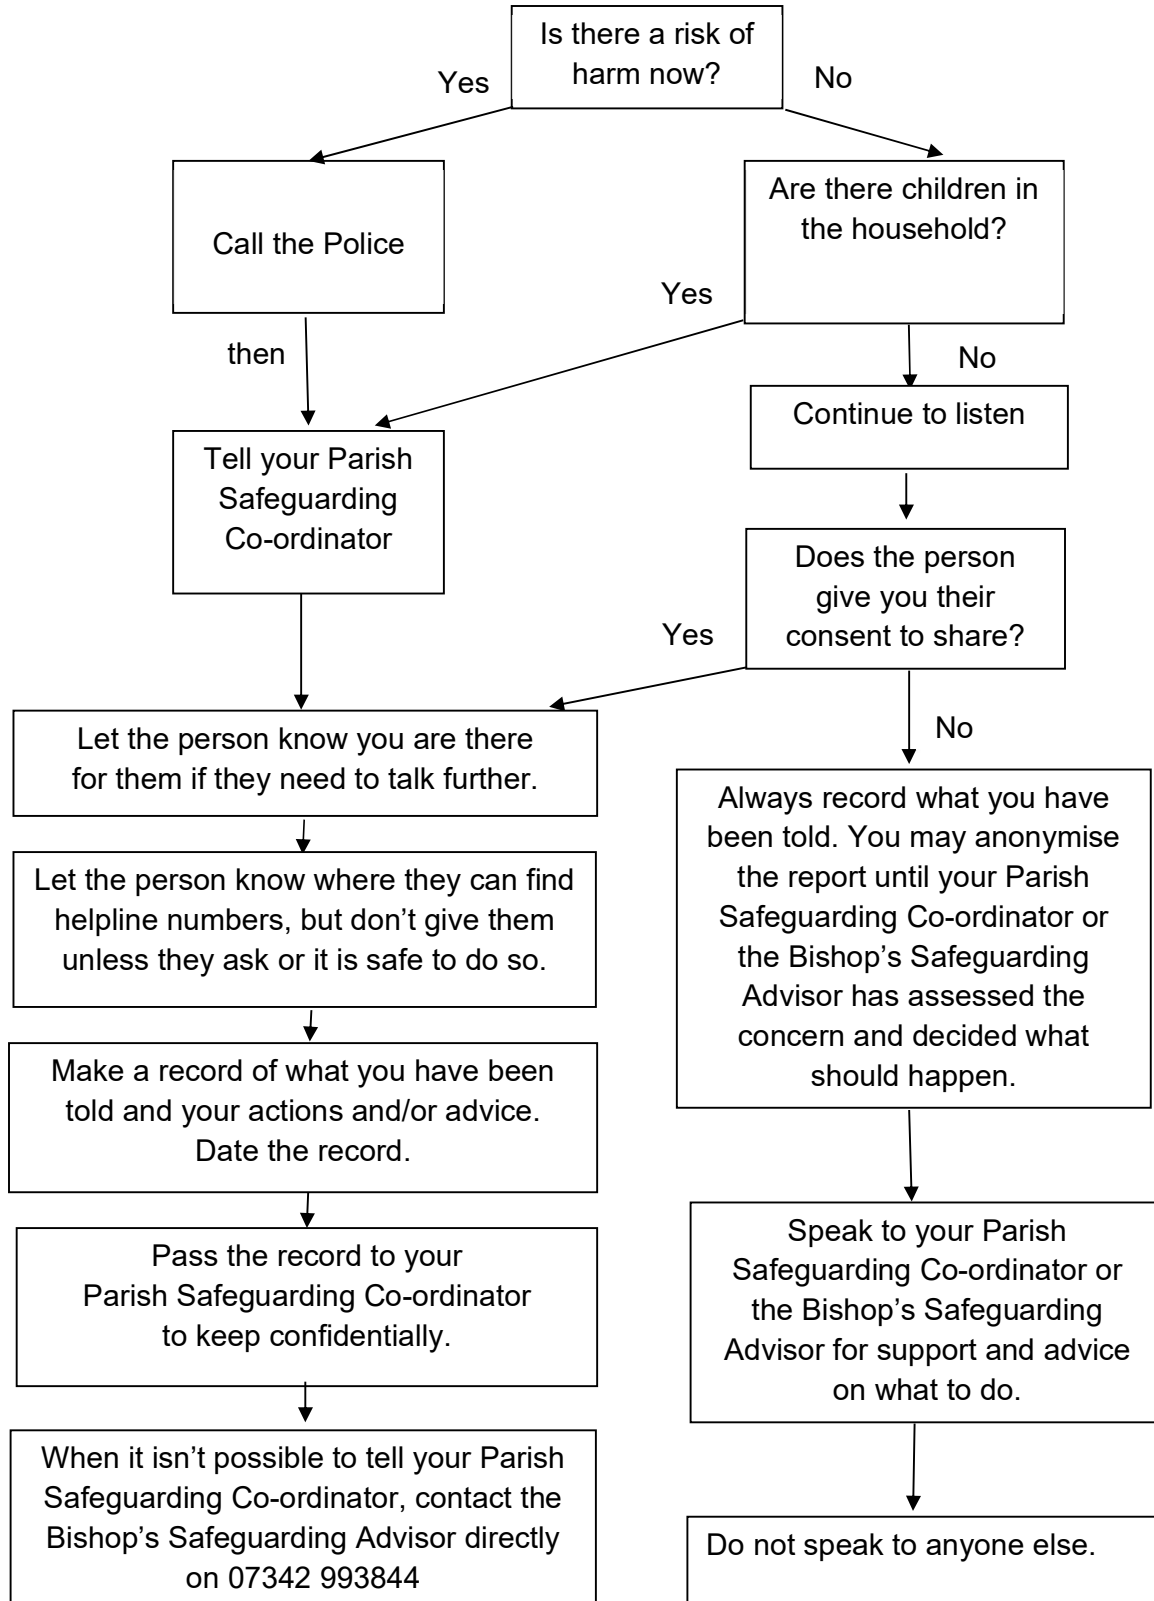 Is there a risk of
harm now?
Yes
No
Call the Police
Are there children in
the household?
Yes
then
No
Continue to listen
Tell your Parish
Safeguarding
Co-ordinator
Does the person
give you their
consent to share?
Yes
No
Let the person know you are there
for them if they need to talk further.
Always record what you have
been told. You may anonymise
the report until your Parish
Safeguarding Co-ordinator or
the Bishop’s Safeguarding
Advisor has assessed the
concern and decided what
should happen.
Let the person know where they can find
helpline numbers, but don’t give them
unless they ask or it is safe to do so.
Make a record of what you have been
told and your actions and/or advice.
Date the record.
Pass the record to your
Parish Safeguarding Co-ordinator
to keep confidentially.
Speak to your Parish
Safeguarding Co-ordinator or
the Bishop’s Safeguarding
Advisor for support and advice
on what to do.
When it isn’t possible to tell your Parish
Safeguarding Co-ordinator, contact the
Bishop’s Safeguarding Advisor directly
on 07342 993844
Do not speak to anyone else.